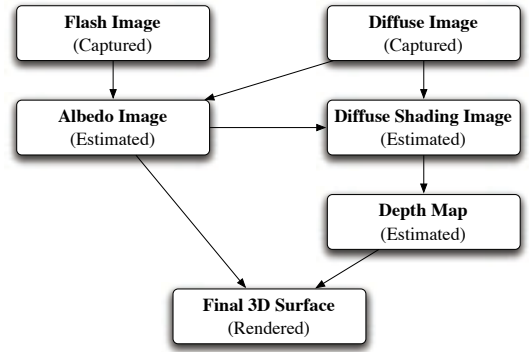 Flash Image
(Captured)
Diffuse Image
(Captured)
Albedo Image
(Estimated)
Diffuse Shading Image
(Estimated)
Depth Map
(Estimated)
Final 3D Surface
(Rendered)